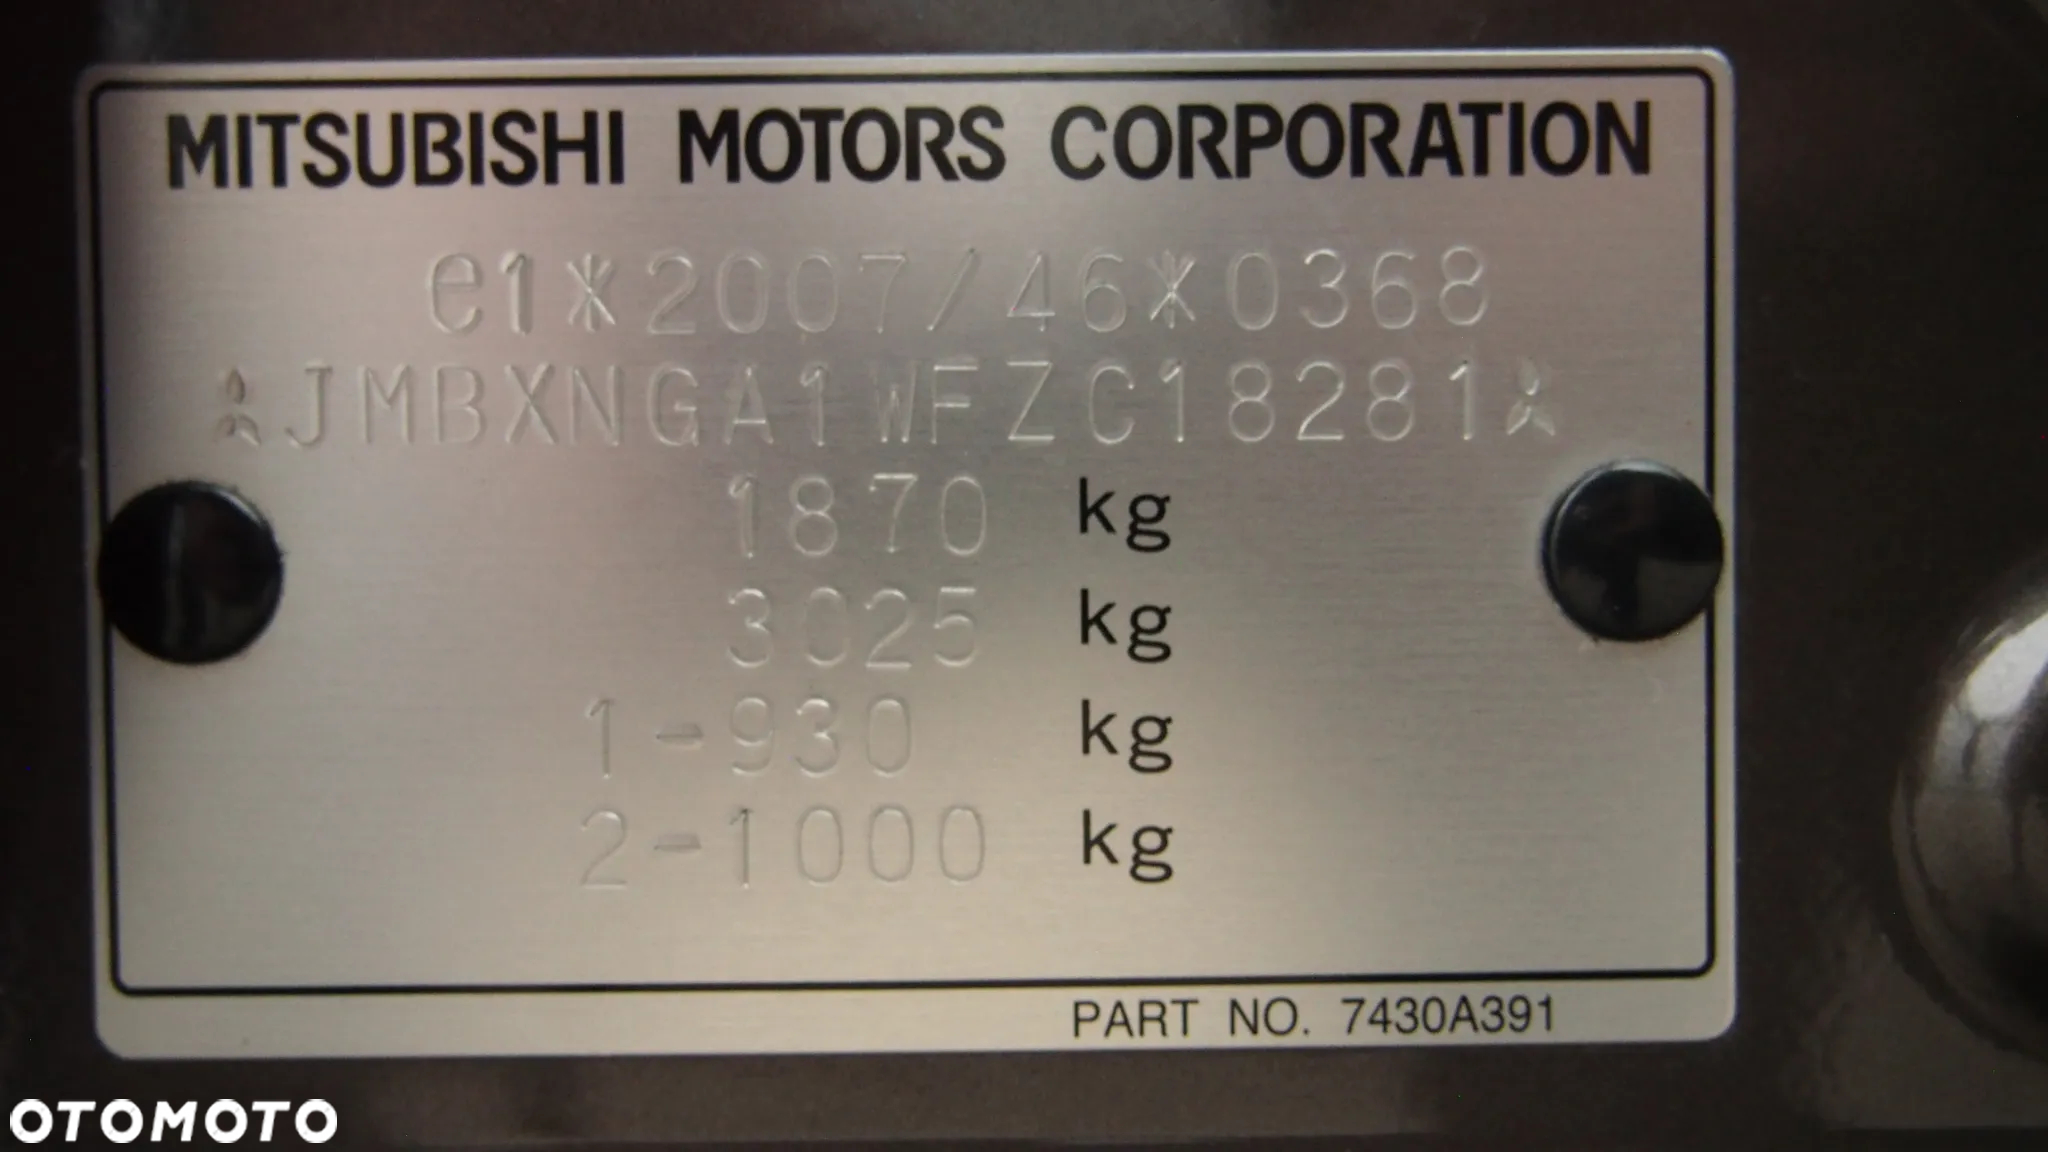 MITSUBISHI MOTORS CORPORATION
e1*2007/46*0368
JMBXNGA1WFZC18281
1870 kg
3025 kg
1-930 kg
2-1000 kg
PART NO. 7430A391
OTOMOTO